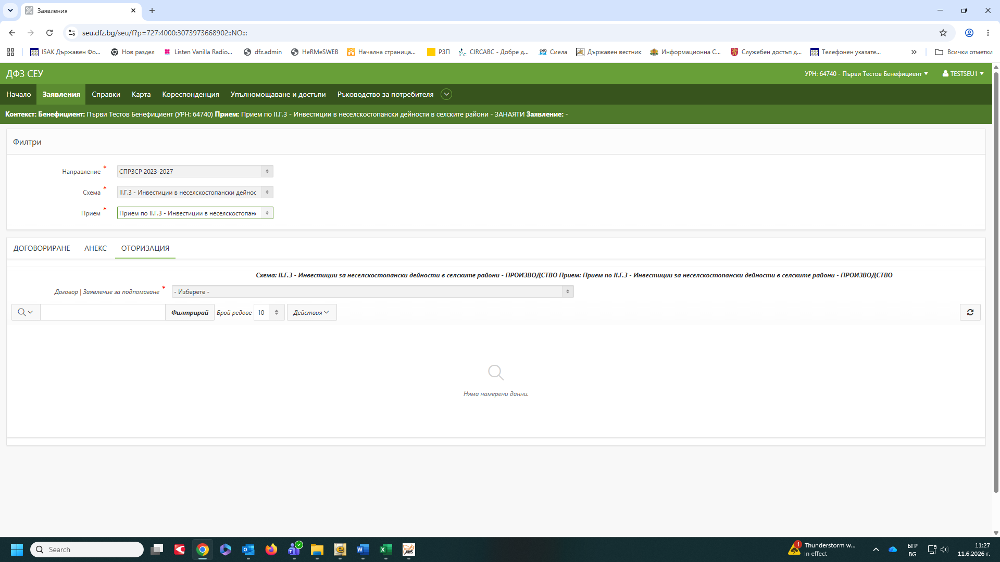 Заявления
seu.dfz.bg/seu/f?p=727:4000:3073973668902::NO:::
ISAK Държавен Фо...
Нов раздел
Listen Vanilla Radio...
dfz.admin
HeRMeSWEB
Начална страница...
РЗП
CIRCABC - Добре д...
Сиела
Държавен вестник
Информационна С...
Служебен достъп д...
Телефонен указате...
Всички отметки
ДФЗ СЕУ
УРН: 64740 - Първи Тестов Бенефициент
TESTSEU1
Начало
Заявления
Справки
Карта
Кореспонденция
Упълномощаване и достъпи
Ръководство за потребителя
Контекст: Бенефициент: Първи Тестов Бенефициент (УРН: 64740) Прием: Прием по II.Г.3 - Инвестиции в неселскостопански дейности в селските райони - ЗАНАЯТИ Заявление: -
Филтри
Направление *
СПРЗСР 2023-2027
Схема *
II.Г.3 - Инвестиции в неселскостопански дейнос
Прием *
Прием по II.Г.3 - Инвестиции в неселскостопанс
ДОГОВОРИРАНЕ
АНЕКС
ОТОРИЗАЦИЯ
Схема: II.Г.3 - Инвестиции за неселскостопански дейности в селските райони - ПРОИЗВОДСТВО Прием: Прием по II.Г.3 - Инвестиции за неселскостопански дейности в селските райони - ПРОИЗВОДСТВО
Договор | Заявление за подпомагане *
- Изберете -
Филтрирай
Брой редове
10
Действия
Няма намерени данни.
Search
1
Thunderstorm w...
In effect
БГР
BG
11:27
11.6.2026 г.